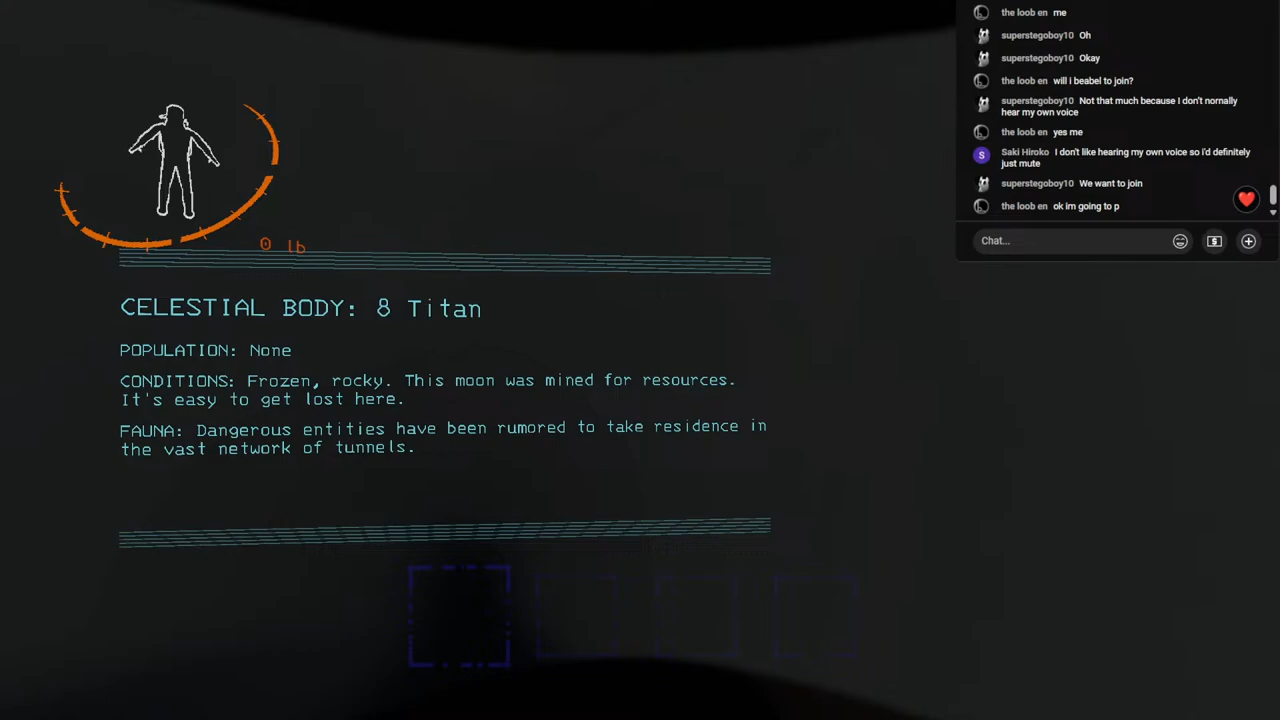 the loob en me
superstegoboy10 Oh
superstegoboy10 Okay
the loob en will i beabel to join?
superstegoboy10 Not that much because I don't nornally
hear my own voice
the loob en yes me
S Saki Hiroko I don't like hearing my own voice so i'd definitely
just mute
superstegoboy10 We want to join
the loob en ok im going to p
Chat...
0 lb
CELESTIAL BODY: 8 Titan
POPULATION: None
CONDITIONS: Frozen, rocky. This moon was mined for resources.
It's easy to get lost here.
FAUNA: Dangerous entities have been rumored to take residence in
the vast network of tunnels.